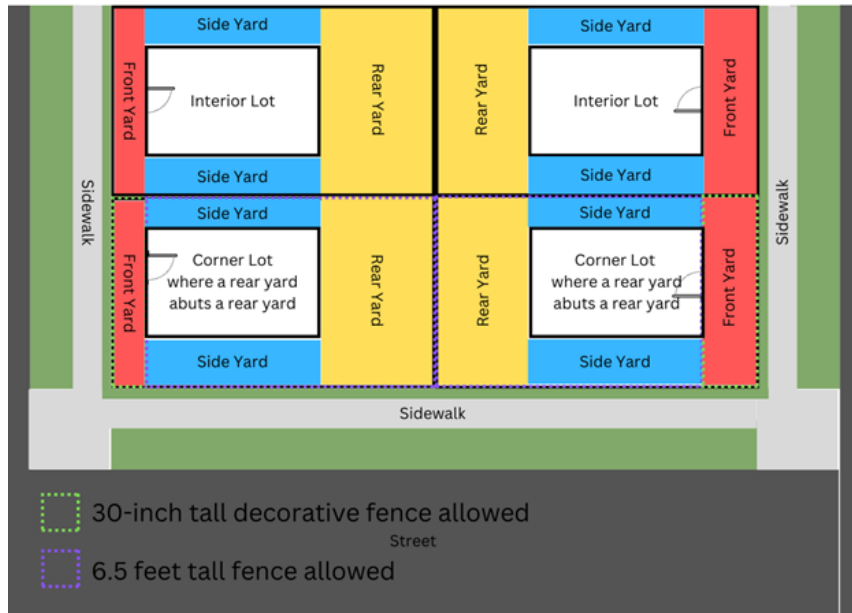 Side Yard
Side Yard
Front Yard
Interior Lot
Rear Yard
Rear Yard
Interior Lot
Front Yard
Side Yard
Side Yard
Sidewalk
Sidewalk
Side Yard
Side Yard
Front Yard
Corner Lot
where a rear yard
abuts a rear yard
Rear Yard
Rear Yard
Corner Lot
where a rear yard
abuts a rear yard
Front Yard
Side Yard
Side Yard
Sidewalk
30-inch tall decorative fence allowed
Street
6.5 feet tall fence allowed